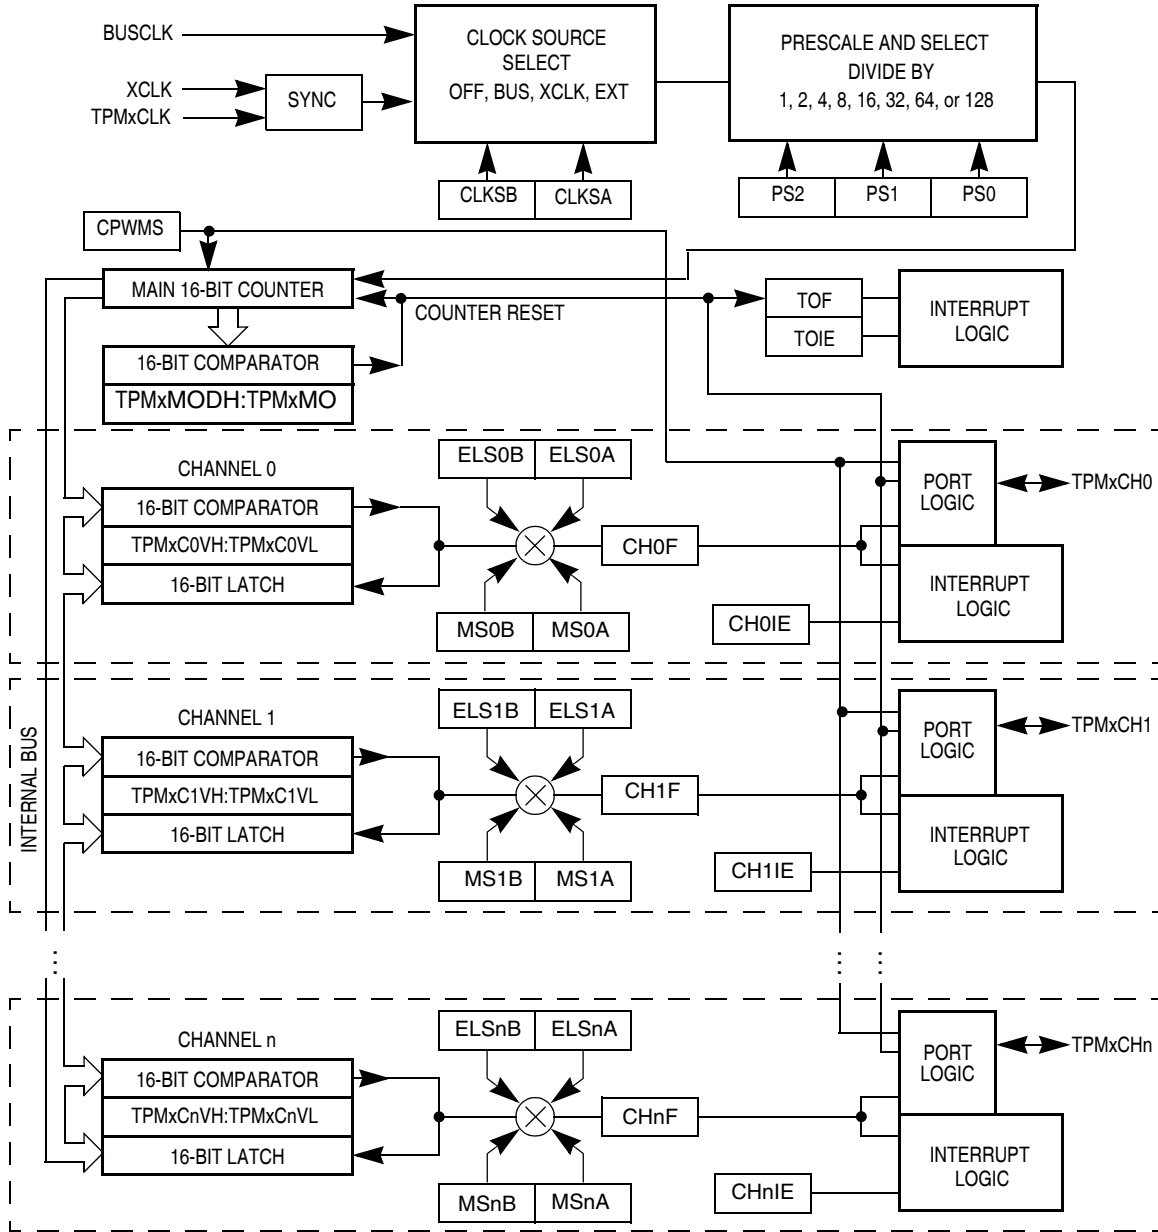 BUSCLK
XCLK
TPMxCLK
SYNC
CLOCK SOURCE
SELECT
OFF, BUS, XCLK, EXT
PRESCALE AND SELECT
DIVIDE BY
1, 2, 4, 8, 16, 32, 64, or 128
CLKSB
CLKSA
PS2
PS1
PS0
CPWMS
MAIN 16-BIT COUNTER
COUNTER RESET
TOF
TOIE
INTERRUPT
LOGIC
16-BIT COMPARATOR
TPMxMODH:TPMxMO
CHANNEL 0
ELS0B
ELS0A
16-BIT COMPARATOR
TPMxC0VH:TPMxC0VL
16-BIT LATCH
CH0F
MS0B
MS0A
CH0IE
PORT
LOGIC
TPMxCH0
INTERRUPT
LOGIC
INTERNAL BUS
CHANNEL 1
ELS1B
ELS1A
16-BIT COMPARATOR
TPMxC1VH:TPMxC1VL
16-BIT LATCH
CH1F
MS1B
MS1A
CH1IE
PORT
LOGIC
TPMxCH1
INTERRUPT
LOGIC
...
...
...
CHANNEL n
ELSnB
ELSnA
16-BIT COMPARATOR
TPMxCnVH:TPMxCnVL
16-BIT LATCH
CHnF
MSnB
MSnA
CHnIE
PORT
LOGIC
TPMxCHn
INTERRUPT
LOGIC